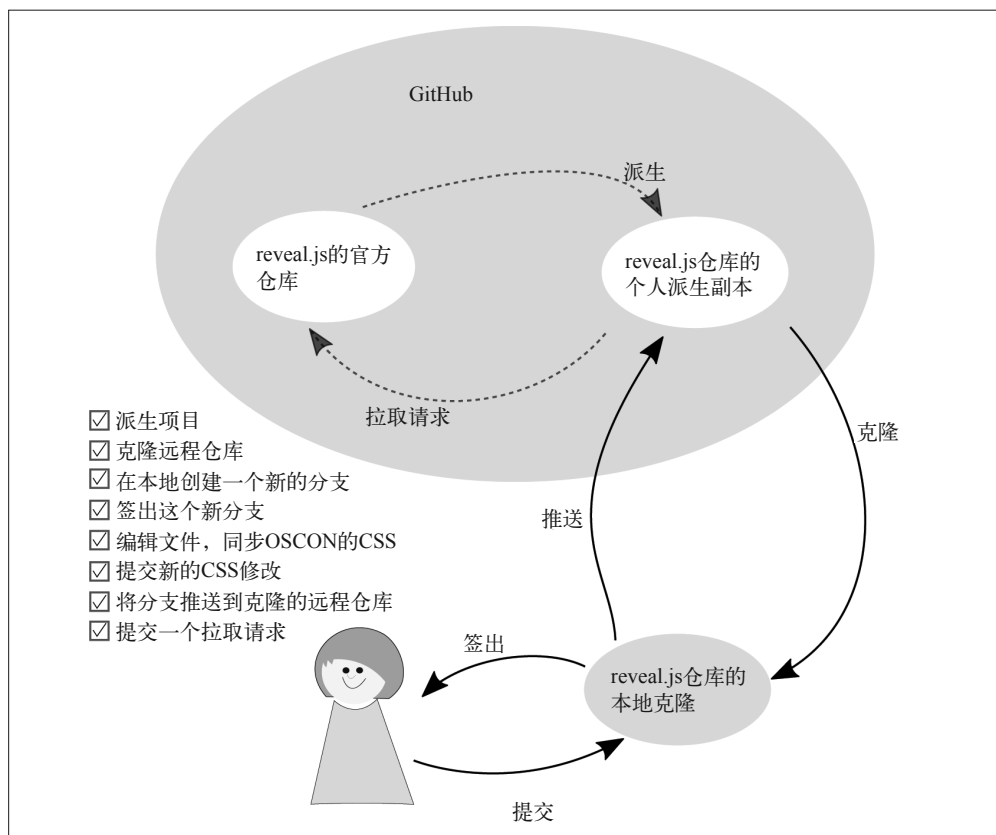 GitHub
派生
reveal.js的官方
仓库
reveal.js仓库的
个人派生副本
拉取请求
克隆
推送
派生项目
克隆远程仓库
在本地创建一个新的分支
签出这个新分支
编辑文件，同步OSCON的CSS
提交新的CSS修改
将分支推送到克隆的远程仓库
提交一个拉取请求
签出
reveal.js仓库的
本地克隆
提交